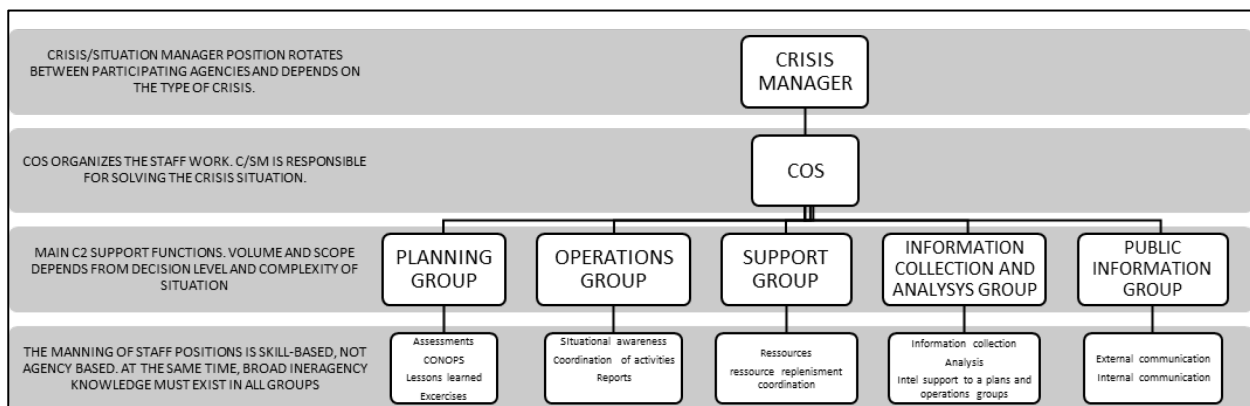 CRISIS/SITUATION MANAGER POSITION ROTATES
BETWEEN PARTICIPATING AGENCIES AND DEPENDS ON
THE TYPE OF CRISIS.
CRISIS
MANAGER
COS ORGANIZES THE STAFF WORK. C/SM IS RESPONSIBLE
FOR SOLVING THE CRISIS SITUATION.
COS
MAIN C2 SUPPORT FUNCTIONS. VOLUME AND SCOPE
DEPENDS FROM DECISION LEVEL AND COMPLEXITY OF
SITUATION
PLANNING
GROUP
OPERATIONS
GROUP
SUPPORT
GROUP
INFORMATION
COLLECTION AND
ANALYSYS GROUP
PUBLIC
INFORMATION
GROUP
THE MANNING OF STAFF POSITIONS IS SKILL-BASED, NOT
AGENCY BASED. AT THE SAME TIME, BROAD INERAGENCY
KNOWLEDGE MUST EXIST IN ALL GROUPS
Assessments
CONOPS
Lessons learned
Excercises
Situational awareness
Coordination of activities
Reports
Ressources
ressource replenisment
coordination
Information collection
Analysis
Intel support to a plans and
operations groups
External communication
Internal communication